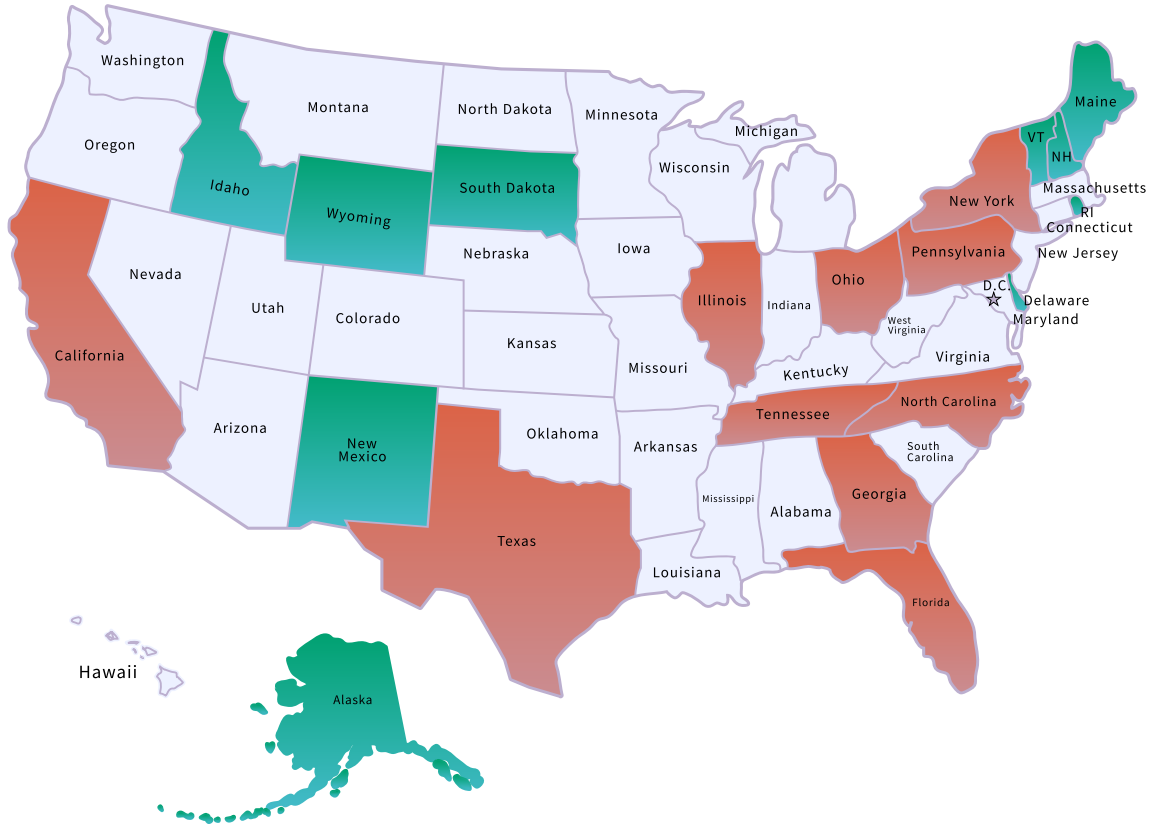 Washington
Montana
North Dakota
Minnesota
Michigan
Maine
Oregon
Idaho
Wyoming
South Dakota
Wisconsin
VT
NH
New York
Massachusetts
RI
Connecticut
New Jersey
Pennsylvania
Nevada
Utah
Colorado
Nebraska
Iowa
Illinois
Indiana
Ohio
D.C.
Delaware
Maryland
West
Virginia
Virginia
California
Kansas
Missouri
Kentucky
North Carolina
Tennessee
Arizona
New
Mexico
Oklahoma
Arkansas
South
Carolina
Mississippi
Alabama
Georgia
Texas
Louisiana
Florida
Hawaii
Alaska